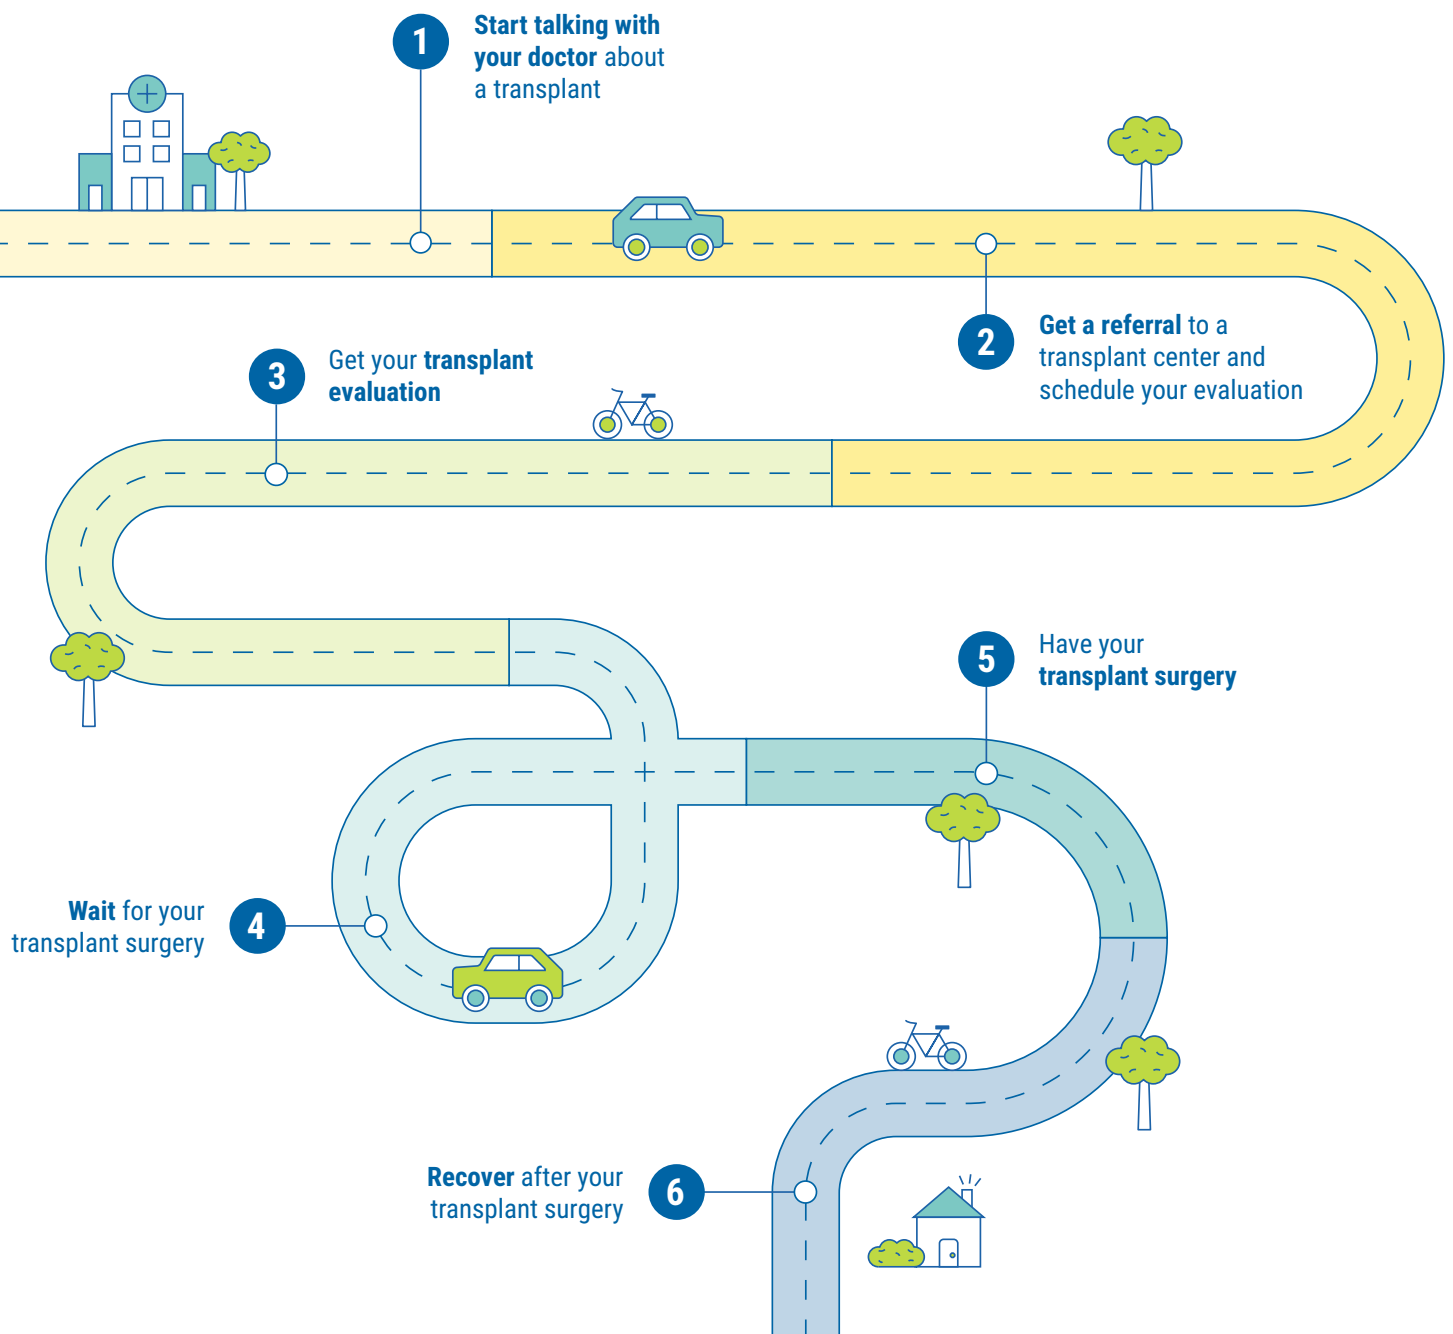 1
Start talking with
your doctor about
a transplant
2
Get a referral to a
transplant center and
schedule your evaluation
3
Get your transplant
evaluation
4
Wait for your
transplant surgery
5
Have your
transplant surgery
6
Recover after your
transplant surgery